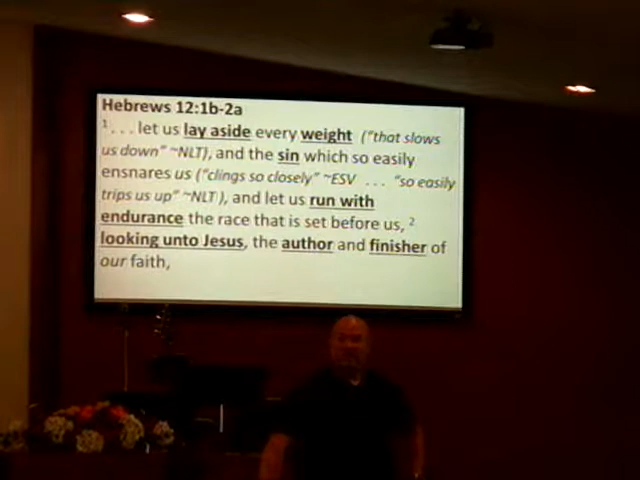 Hebrews 12:1b-2a
1 . . . let us lay aside every weight ("that slows
us down" ~NLT), and the sin which so easily
ensnares us ("clings so closely" ~ESV . . . "so easily
trips us up" ~NLT), and let us run with
endurance the race that is set before us, 2
looking unto Jesus, the author and finisher of
our faith,